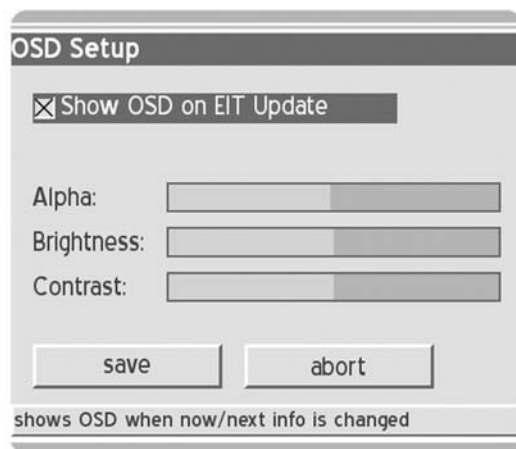 OSD Setup
Show OSD on EIT Update
Alpha:
Brightness:
Contrast:
save abort
shows OSD when now/next info is changed